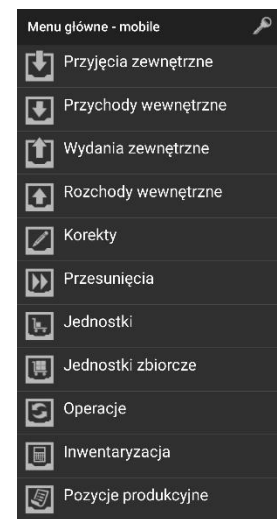 Menu główne - mobile
Przyjęcia zewnętrzne
Przychody wewnętrzne
Wydania zewnętrzne
Rozchody wewnętrzne
Korekty
Przesunięcia
Jednostki
Jednostki zbiorcze
Operacje
Inwentaryzacja
Pozycje produkcyjne